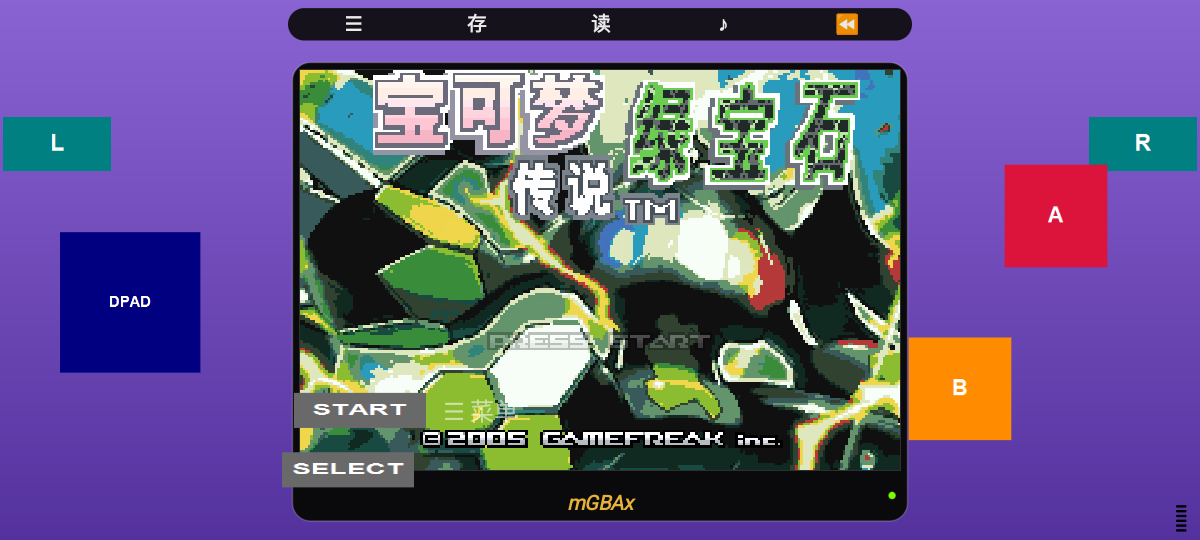 ☰ 存 读 ♪ ⏪
宝可梦 绿宝石
传说 TM
L
R
A
DPAD
PRESS START
B
START
☰ 菜单
©2005 GAMEFREAK inc.
SELECT
mGBAx